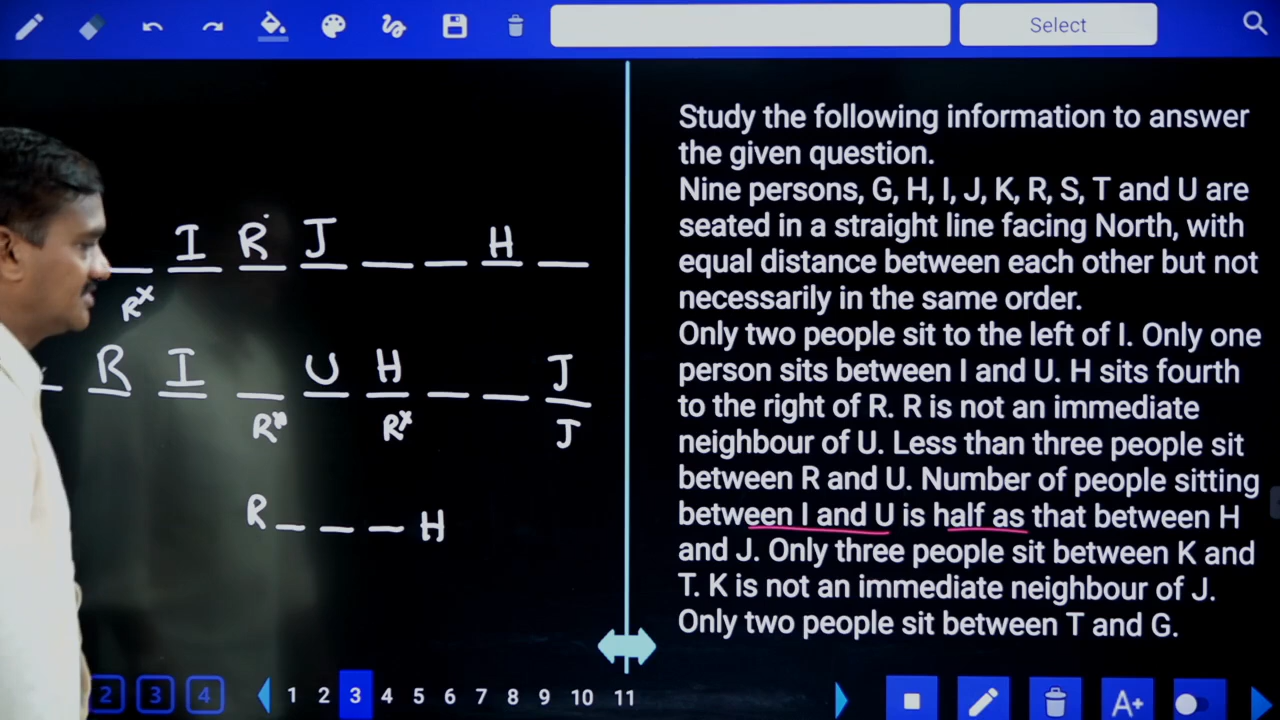 Select
Study the following information to answer
the given question.
Nine persons, G, H, I, J, K, R, S, T and U are
seated in a straight line facing North, with
equal distance between each other but not
necessarily in the same order.
Only two people sit to the left of I. Only one
person sits between I and U. H sits fourth
to the right of R. R is not an immediate
neighbour of U. Less than three people sit
between R and U. Number of people sitting
between I and U is half as that between H
and J. Only three people sit between K and
T. K is not an immediate neighbour of J.
Only two people sit between T and G.
I R J H
R×
R I U H J
R× R× J
R _ _ _ H
2 3 4 1 2 3 4 5 6 7 8 9 10 11 A+